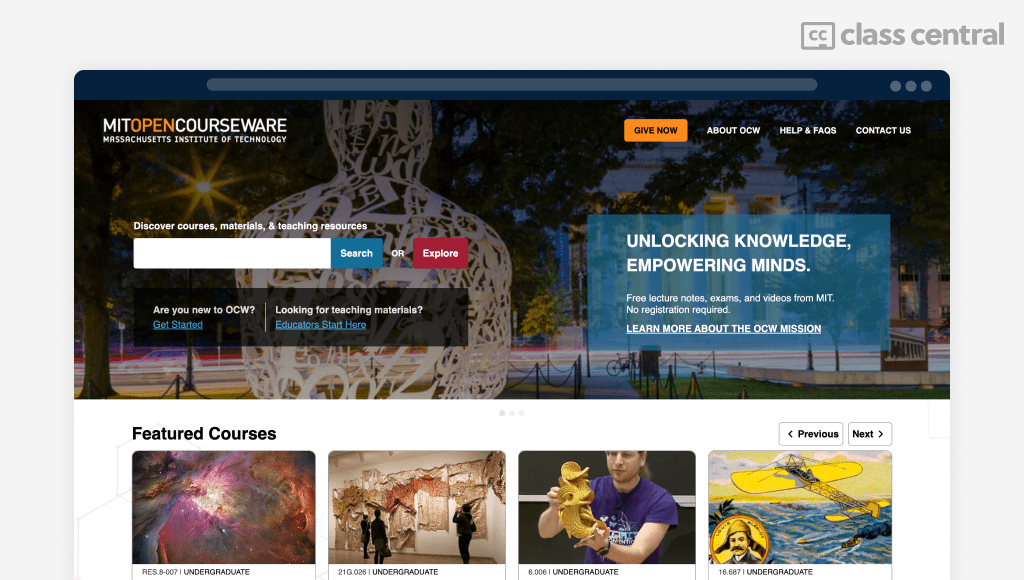 cc class central
MITOPENCOURSEWARE
MASSACHUSETTS INSTITUTE OF TECHNOLOGY
GIVE NOW
ABOUT OCW
HELP & FAQS
CONTACT US
Discover courses, materials, & teaching resources
Search
OR
Explore
Are you new to OCW?
Get Started
Looking for teaching materials?
Educators Start Here
UNLOCKING KNOWLEDGE,
EMPOWERING MINDS.
Free lecture notes, exams, and videos from MIT.
No registration required.
LEARN MORE ABOUT THE OCW MISSION
Featured Courses
Previous
Next
RES.8-007 | UNDERGRADUATE
21G.026 | UNDERGRADUATE
6.006 | UNDERGRADUATE
16.687 | UNDERGRADUATE